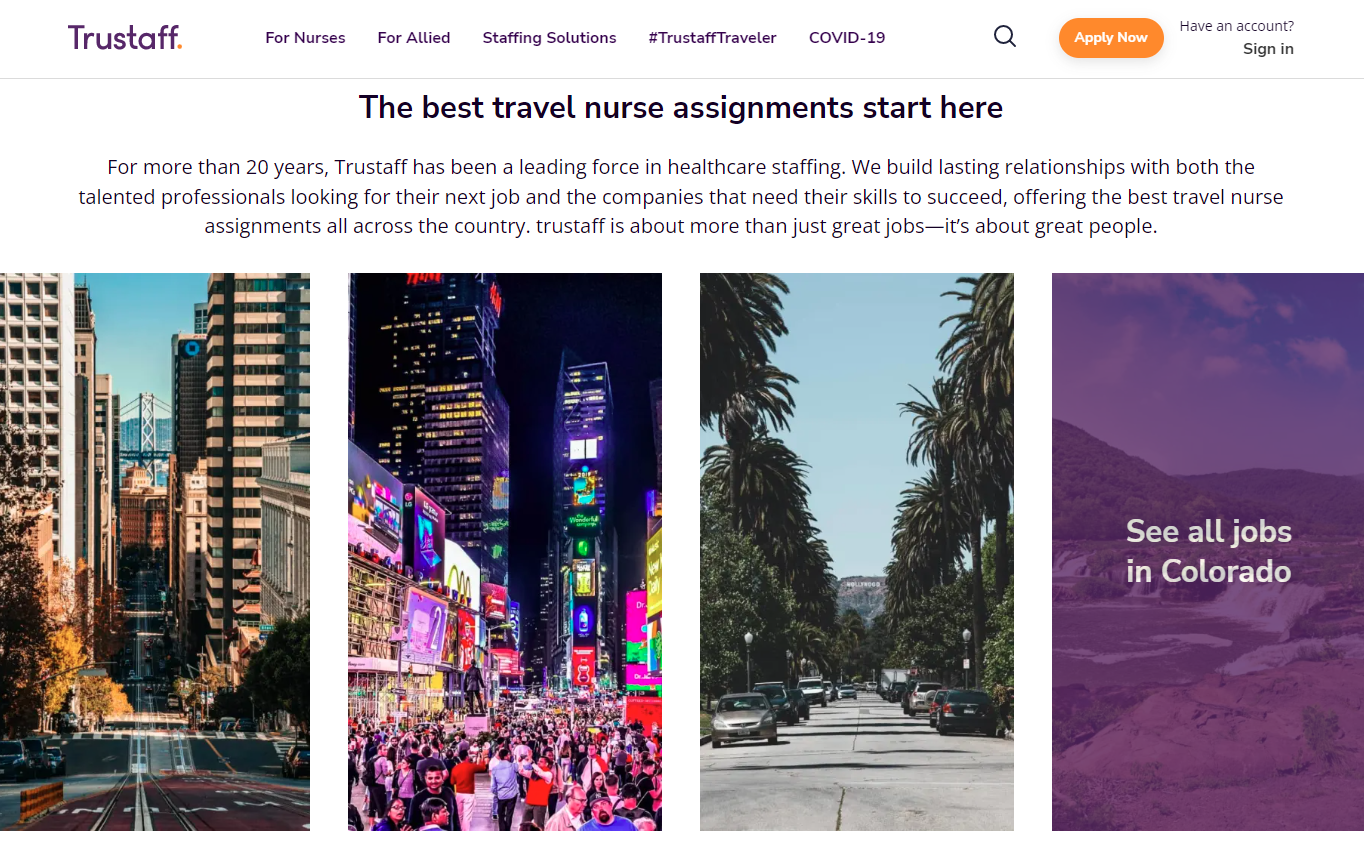 Trustaff.
For Nurses
For Allied
Staffing Solutions
#TrustaffTraveler
COVID-19
Apply Now
Have an account?
Sign in
The best travel nurse assignments start here
For more than 20 years, Trustaff has been a leading force in healthcare staffing. We build lasting relationships with both the
talented professionals looking for their next job and the companies that need their skills to succeed, offering the best travel nurse
assignments all across the country. trustaff is about more than just great jobs—it’s about great people.
LG
Wonderful
HOLLYWOOD
See all jobs
in Colorado